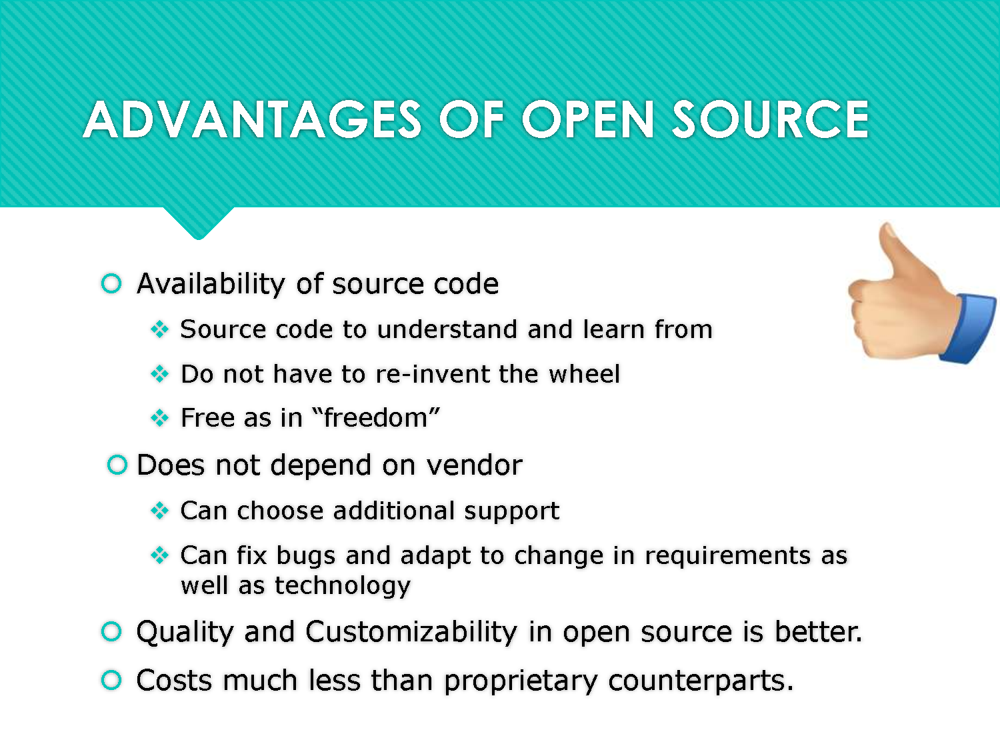 ADVANTAGES OF OPEN SOURCE
Availability of source code
Source code to understand and learn from
Do not have to re-invent the wheel
Free as in “freedom”
Does not depend on vendor
Can choose additional support
Can fix bugs and adapt to change in requirements as
well as technology
Quality and Customizability in open source is better.
Costs much less than proprietary counterparts.